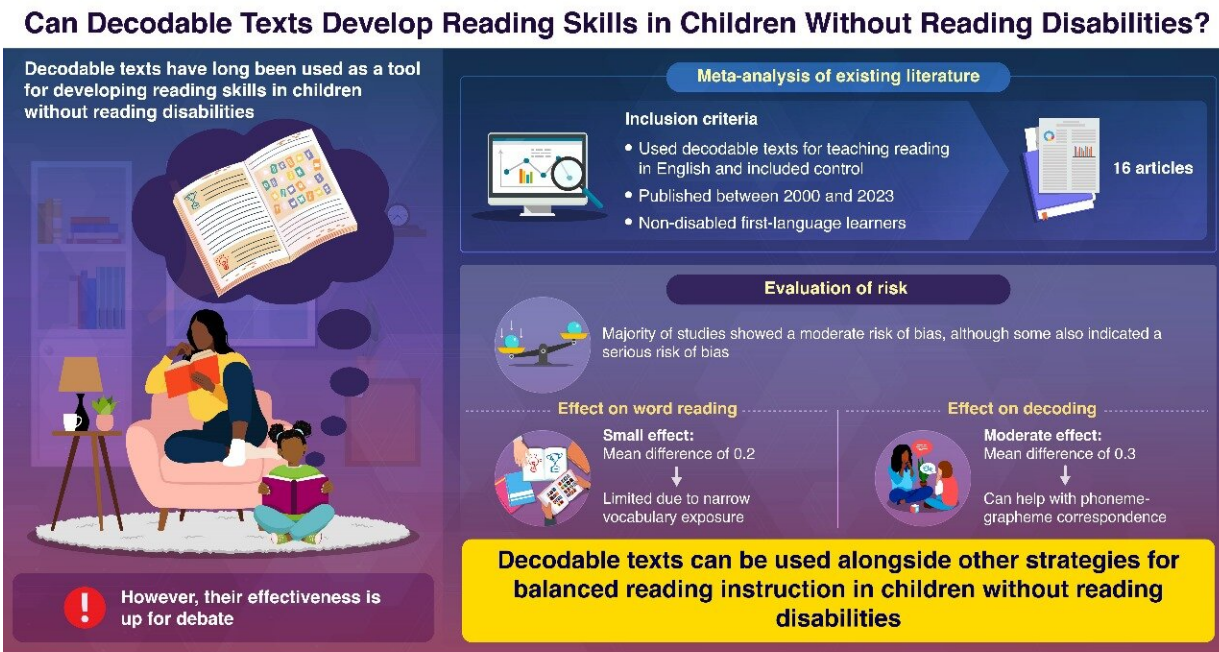 Can Decodable Texts Develop Reading Skills in Children Without Reading Disabilities?
Decodable texts have long been used as a tool
for developing reading skills in children
without reading disabilities
However, their effectiveness is
up for debate
Meta-analysis of existing literature
Inclusion criteria
• Used decodable texts for teaching reading
in English and included control
• Published between 2000 and 2023
• Non-disabled first-language learners
16 articles
Evaluation of risk
Majority of studies showed a moderate risk of bias, although some also indicated a
serious risk of bias
Effect on word reading
Small effect:
Mean difference of 0.2
Limited due to narrow
vocabulary exposure
Effect on decoding
Moderate effect:
Mean difference of 0.3
Can help with phoneme-
grapheme correspondence
Decodable texts can be used alongside other strategies for
balanced reading instruction in children without reading
disabilities